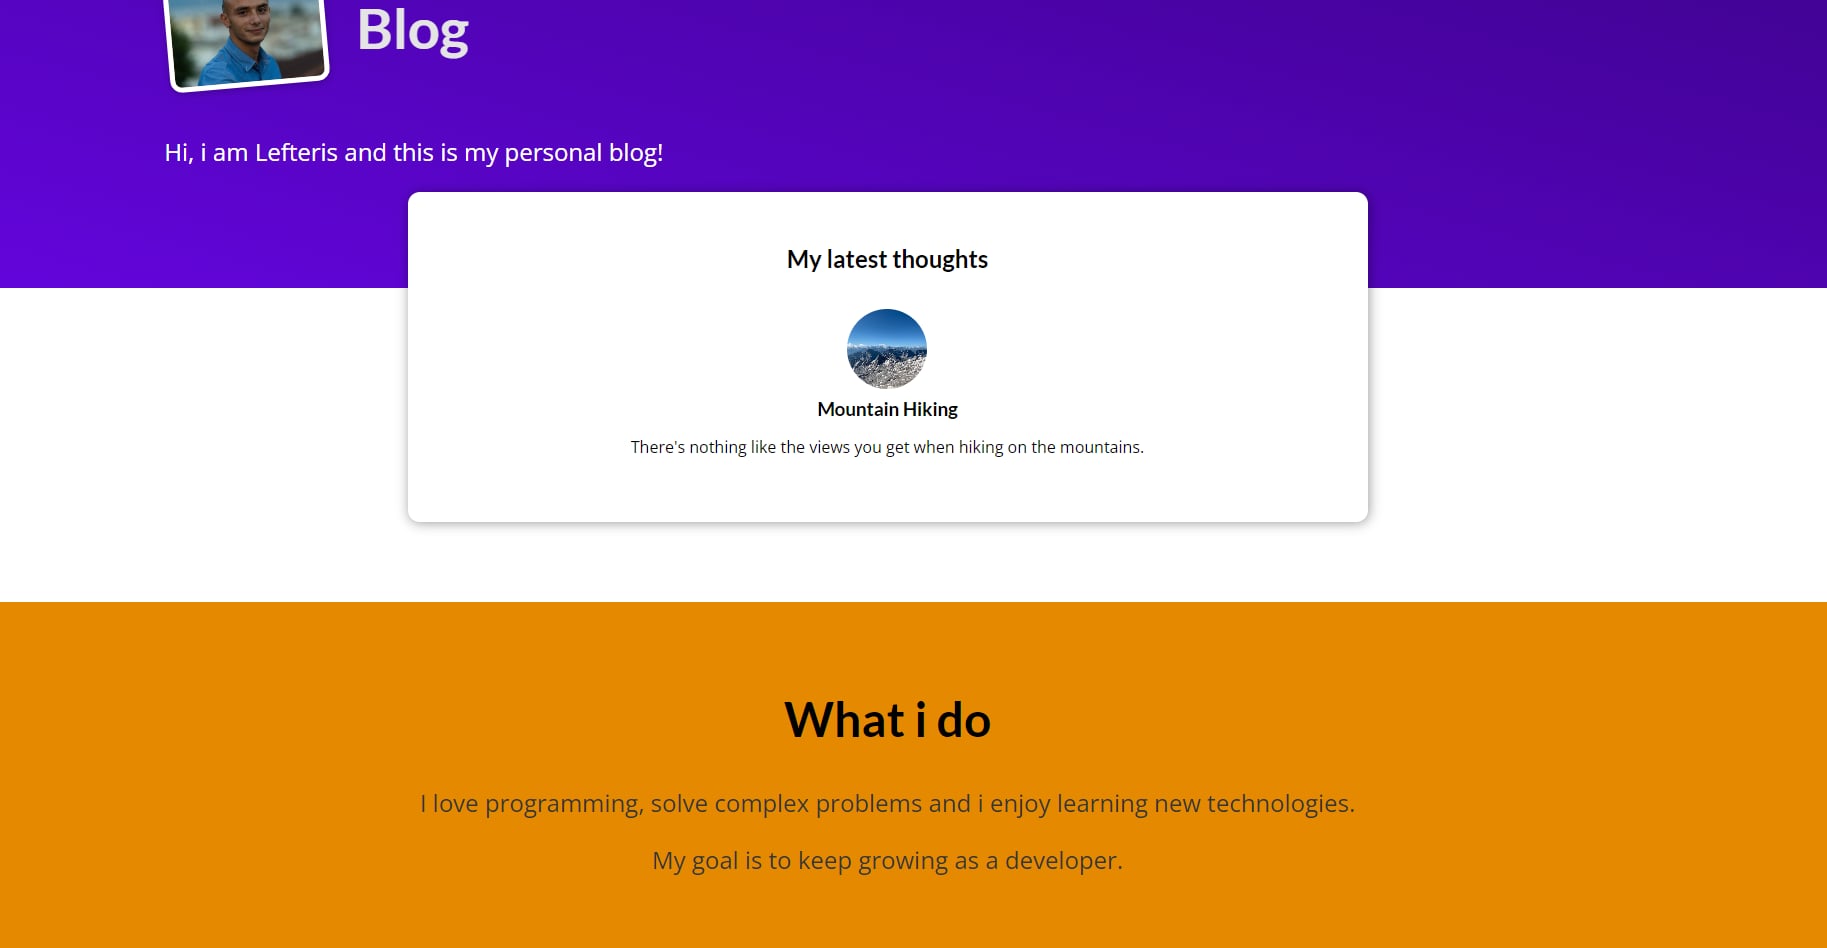 Blog
Hi, i am Lefteris and this is my personal blog!
My latest thoughts
Mountain Hiking
There's nothing like the views you get when hiking on the mountains.
What i do
I love programming, solve complex problems and i enjoy learning new technologies.
My goal is to keep growing as a developer.